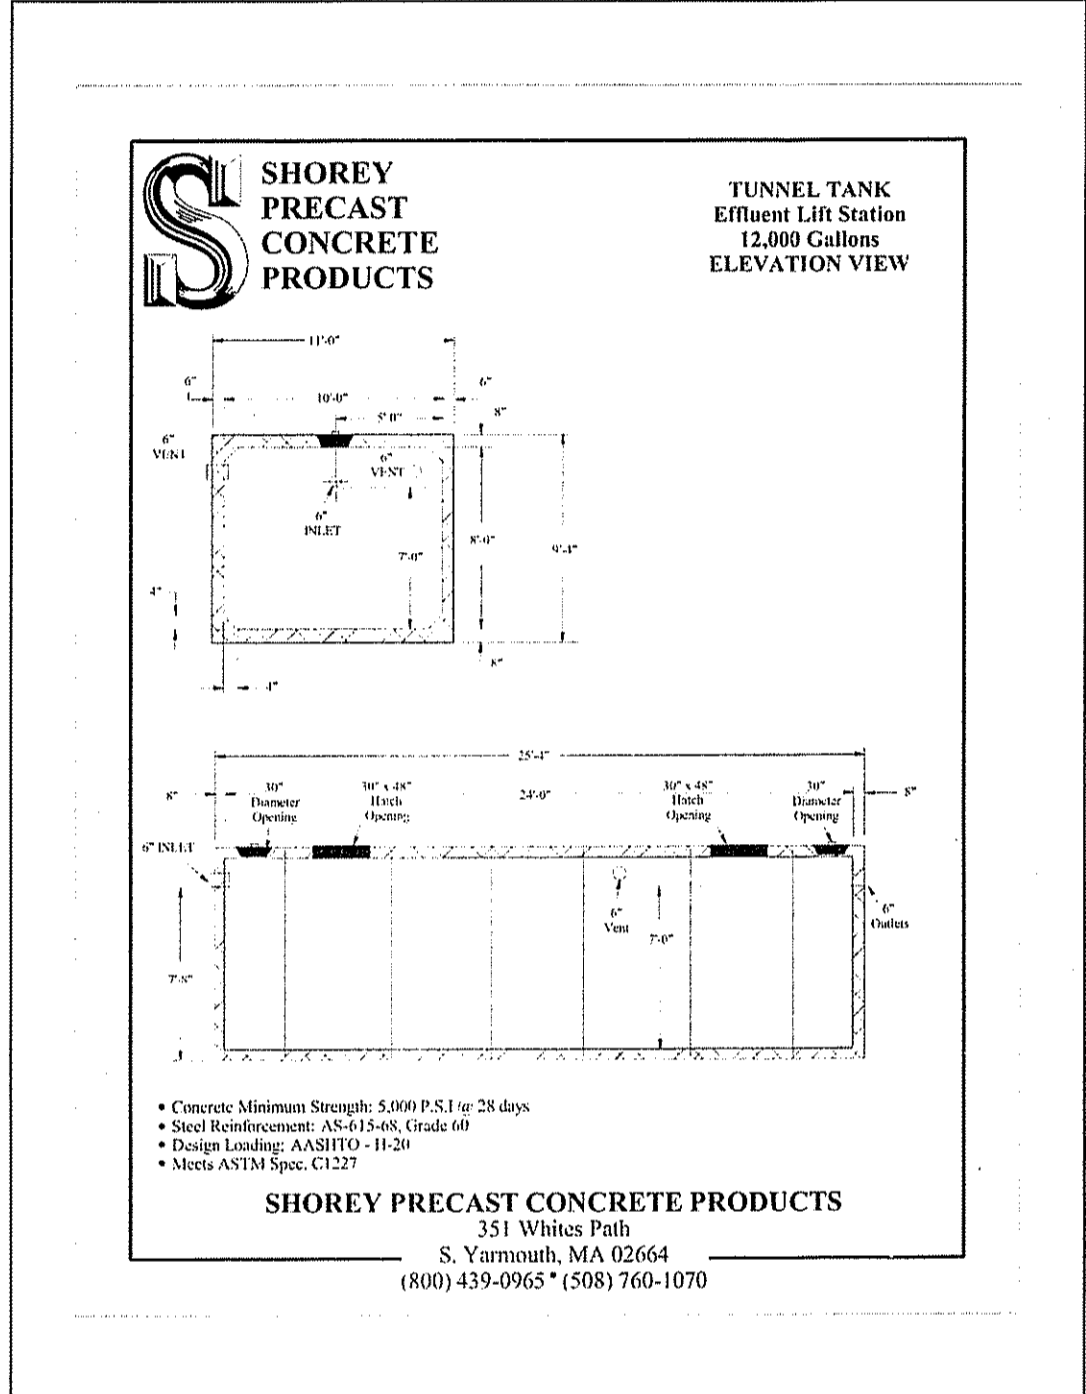 SHOREY
PRECAST
CONCRETE
PRODUCTS
TUNNEL TANK
Effluent Lift Station
12,000 Gallons
ELEVATION VIEW
11'-0"
6"
10'-0"
6"
5'0"
8"
6"
VENT
6"
VENT
6"
INLET
8'-0"
9'-4"
7'-0"
4"
8"
4"
25'-4"
8"
30"
Diameter
Opening
30" x 48"
Hatch
Opening
24'-0"
30" x 48"
Hatch
Opening
30"
Diameter
Opening
8"
6" INLET
6"
Vent
7'-0"
6"
Outlets
7'-8"
• Concrete Minimum Strength: 5,000 P.S.I @ 28 days
• Steel Reinforcement: AS-615-68, Grade 60
• Design Loading: AASHTO - H-20
• Meets ASTM Spec. C1227
SHOREY PRECAST CONCRETE PRODUCTS
351 Whites Path
S. Yarmouth, MA 02664
(800) 439-0965 • (508) 760-1070